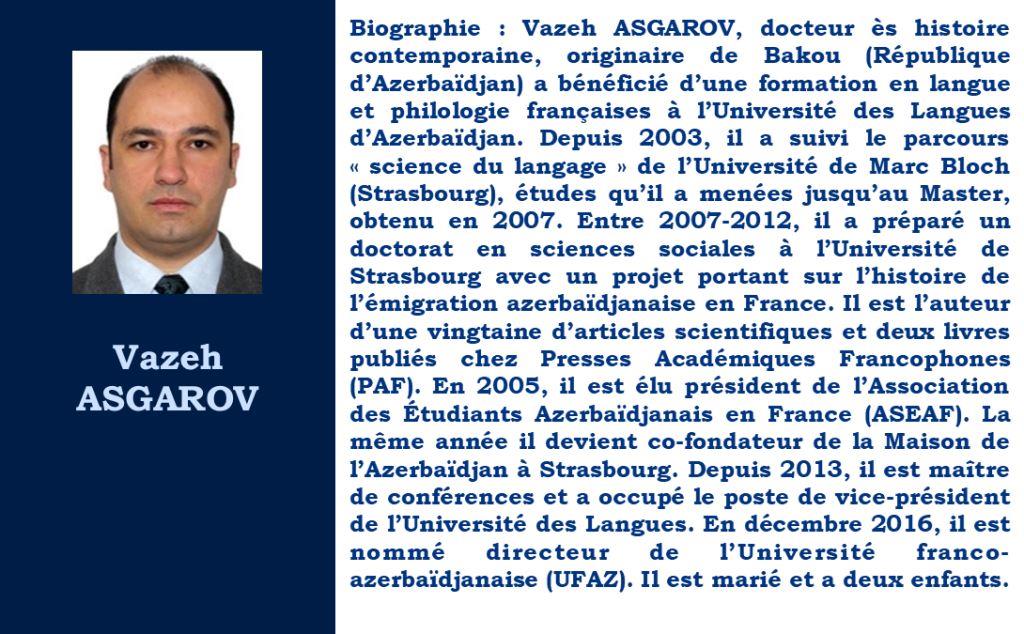 Vazeh
ASGAROV
Biographie : Vazeh ASGAROV, docteur ès histoire
contemporaine, originaire de Bakou (République
d’Azerbaïdjan) a bénéficié d’une formation en langue
et philologie françaises à l’Université des Langues
d’Azerbaïdjan. Depuis 2003, il a suivi le parcours
« science du langage » de l’Université de Marc Bloch
(Strasbourg), études qu’il a menées jusqu’au Master,
obtenu en 2007. Entre 2007-2012, il a préparé un
doctorat en sciences sociales à l’Université de
Strasbourg avec un projet portant sur l’histoire de
l’émigration azerbaïdjanaise en France. Il est l’auteur
d’une vingtaine d’articles scientifiques et deux livres
publiés chez Presses Académiques Francophones
(PAF). En 2005, il est élu président de l’Association
des Étudiants Azerbaïdjanais en France (ASEAF). La
même année il devient co-fondateur de la Maison de
l’Azerbaïdjan à Strasbourg. Depuis 2013, il est maître
de conférences et a occupé le poste de vice-président
de l’Université des Langues. En décembre 2016, il est
nommé directeur de l’Université franco-
azerbaïdjanaise (UFAZ). Il est marié et a deux enfants.